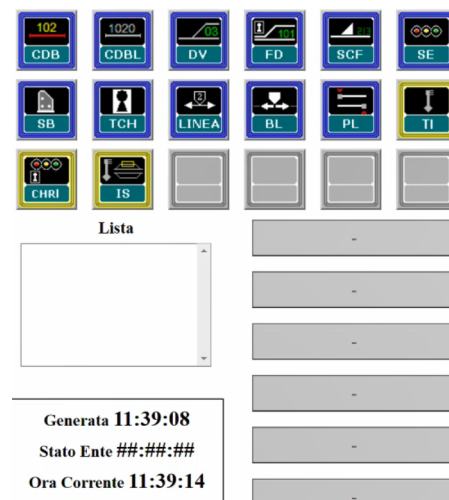 102 1020 03 101 213
CDB CDBL DV FD SCF SE
2
SB TCH LINEA BL PL TI
CHRI IS
Lista
-
-
-
-
Generata 11:39:08
-
Stato Ente ##:##:##
Ora Corrente 11:39:14
-